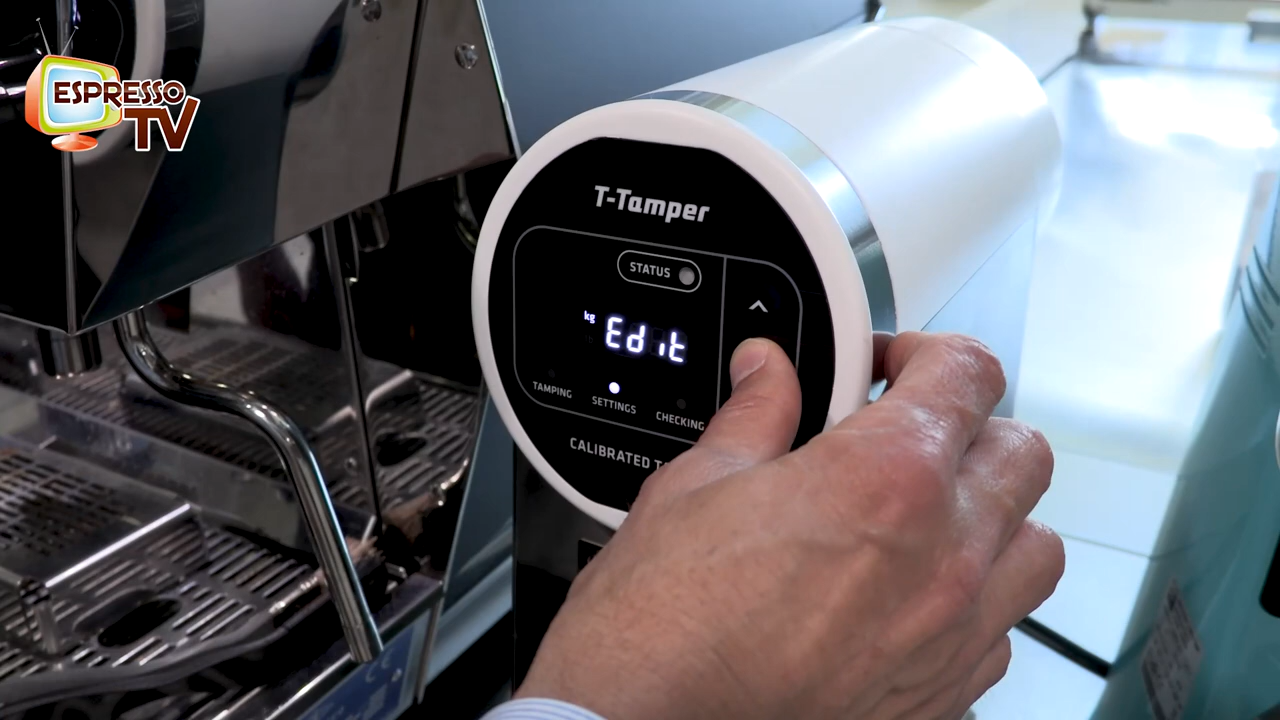 ESPRESSO
TV
T-Tamper
STATUS
kg
Edit
TAMPING
SETTINGS
CHECKING
CALIBRATED